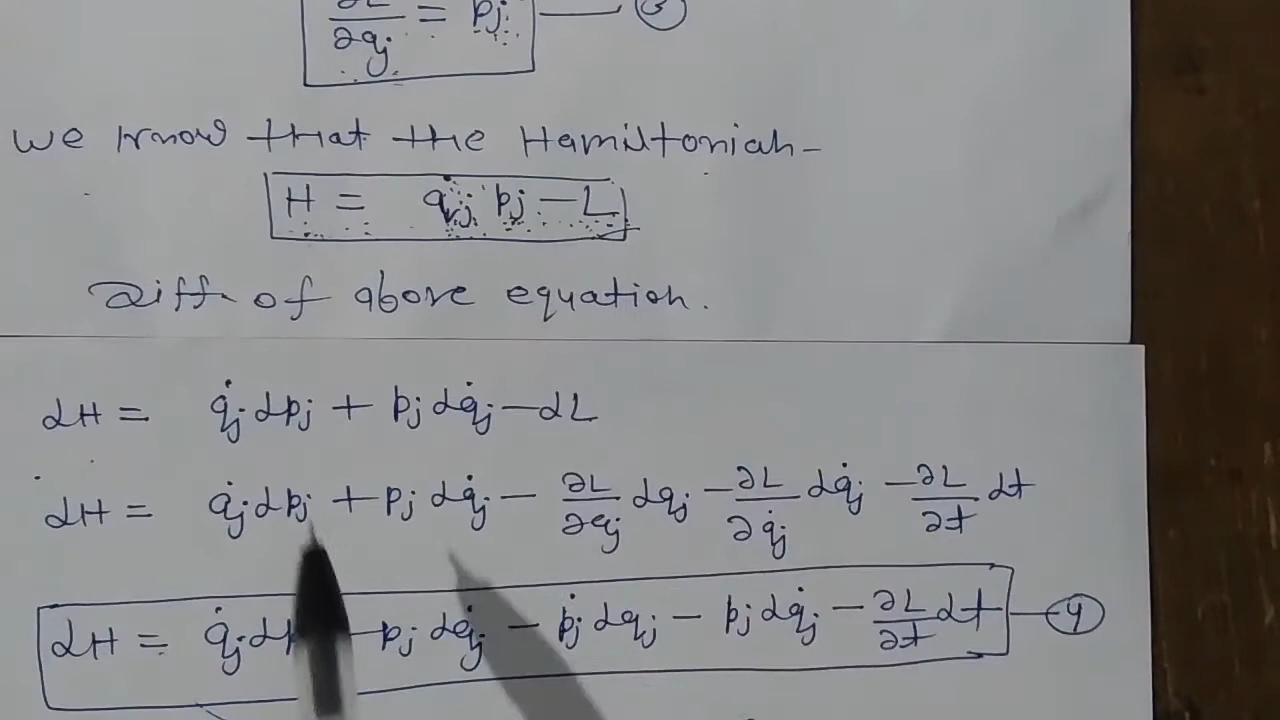 ∂L/∂qj = ṗj — (3)
We know that the Hamiltonian-
H = q̇j pj - L
Diff. of above equation.
dH = q̇j dpj + pj dq̇j - dL
dH = q̇j dpj + pj dq̇j - ∂L/∂qj dqj - ∂L/∂q̇j dq̇j - ∂L/∂t dt
dH = q̇j dp + pj dq̇j - ṗj dqj - pj dq̇j - ∂L/∂t dt — (4)